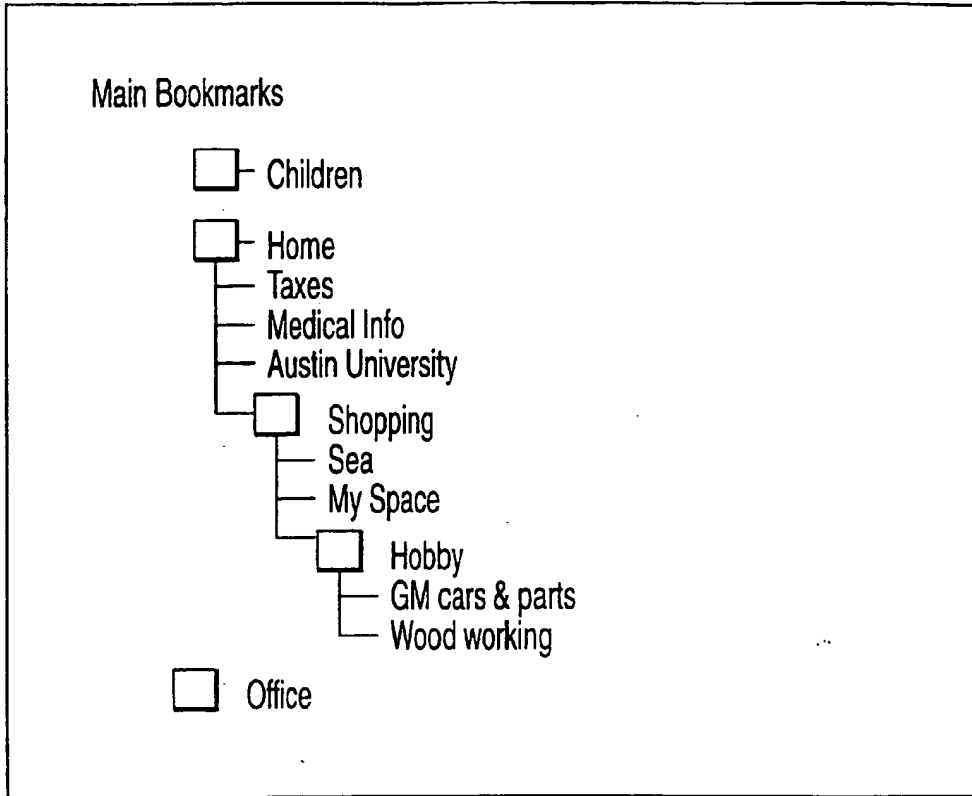 Main Bookmarks
Children
Home
Taxes
Medical Info
Austin University
Shopping
Sea
My Space
Hobby
GM cars & parts
Wood working
Office